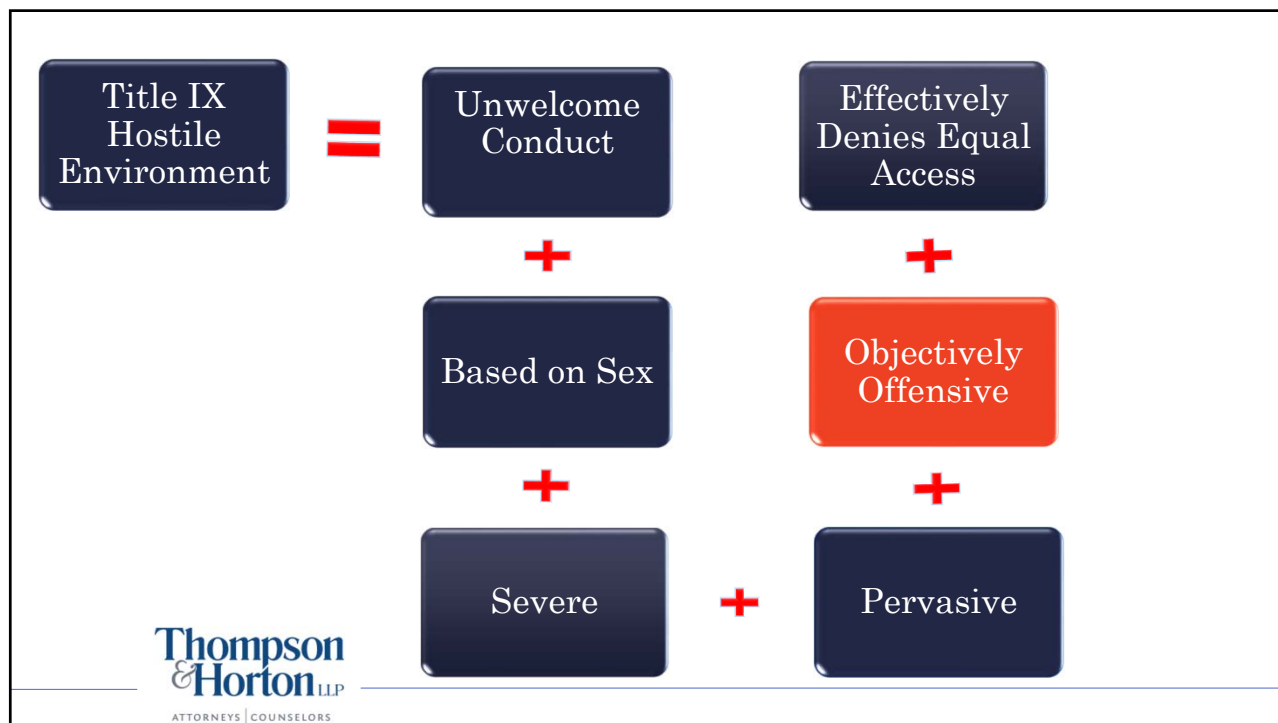 Title IX
Hostile
Environment
=
Unwelcome
Conduct
+
Based on Sex
+
Severe
+
Pervasive
+
Objectively
Offensive
+
Effectively
Denies Equal
Access
Thompson
&Horton LLP
ATTORNEYS | COUNSELORS